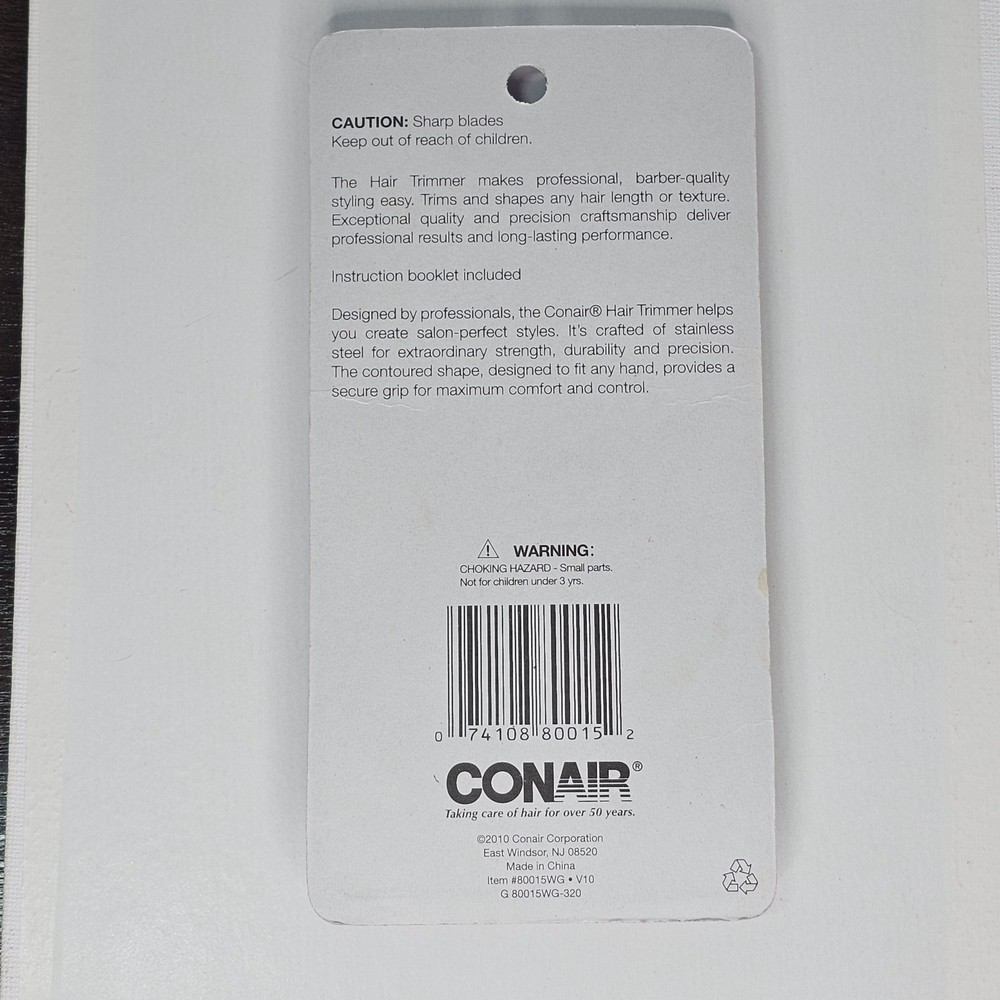 CAUTION: Sharp blades
Keep out of reach of children.
The Hair Trimmer makes professional, barber-quality
styling easy. Trims and shapes any hair length or texture.
Exceptional quality and precision craftsmanship deliver
professional results and long-lasting performance.
Instruction booklet included
Designed by professionals, the Conair® Hair Trimmer helps
you create salon-perfect styles. It's crafted of stainless
steel for extraordinary strength, durability and precision.
The contoured shape, designed to fit any hand, provides a
secure grip for maximum comfort and control.
WARNING:
CHOKING HAZARD - Small parts.
Not for children under 3 yrs.
0 74108 80015 2
CONAIR®
Taking care of hair for over 50 years.
©2010 Conair Corporation
East Windsor, NJ 08520
Made in China
Item #80015WG • V10
G 80015WG-320